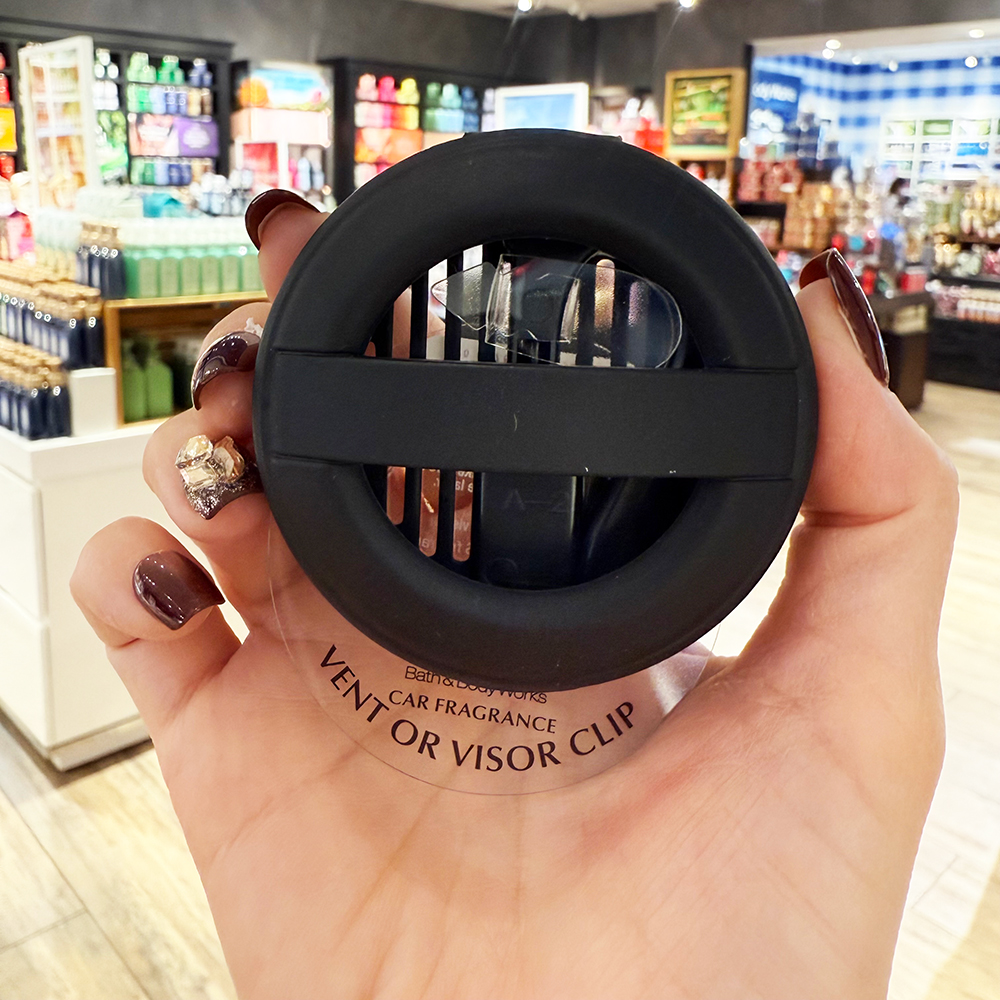 Bath & Body Works
CAR FRAGRANCE
VENT OR VISOR CLIP